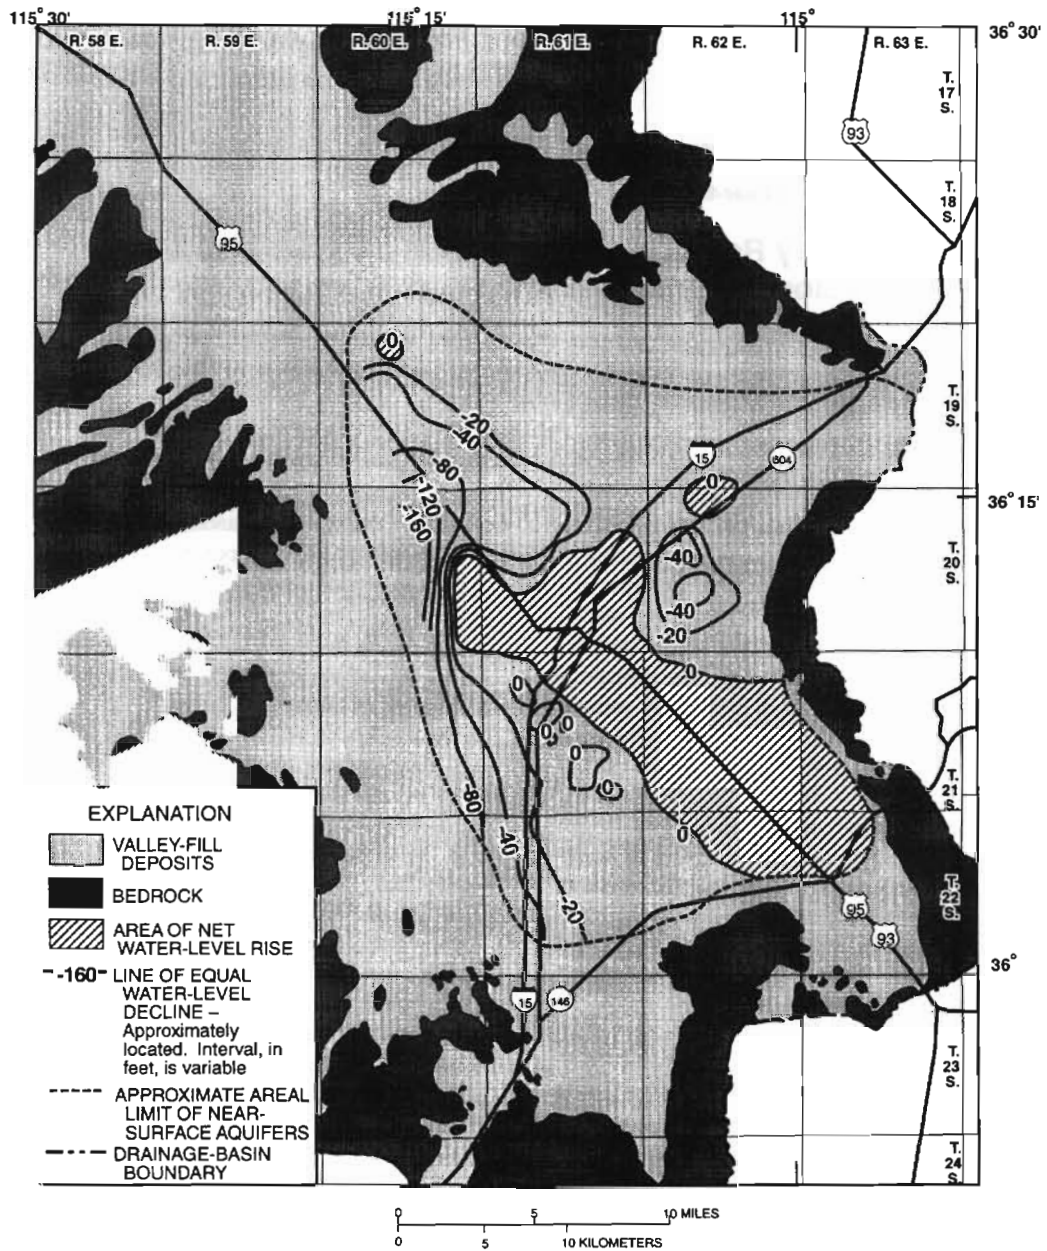 115° 30'
115° 15'
115°
36° 30'
R. 58 E.
R. 59 E.
R. 60 E.
R. 61 E.
R. 62 E.
R. 63 E.
T.
17
S.
93
T.
18
S.
95
0
-20
-40
T.
19
S.
15
604
-80
0
-120
36° 15'
-160
T.
20
S.
-40
-40
-20
0
0
0
0
0
0
T.
21
S.
-80
0
-40
T.
22
S.
-20
95
93
36°
15
146
T.
23
S.
T.
24
S.
EXPLANATION
VALLEY-FILL
DEPOSITS
BEDROCK
AREA OF NET
WATER-LEVEL RISE
-160- LINE OF EQUAL
WATER-LEVEL
DECLINE –
Approximately
located. Interval, in
feet, is variable
APPROXIMATE AREAL
LIMIT OF NEAR-
SURFACE AQUIFERS
DRAINAGE-BASIN
BOUNDARY
0 5 10 MILES
0 5 10 KILOMETERS